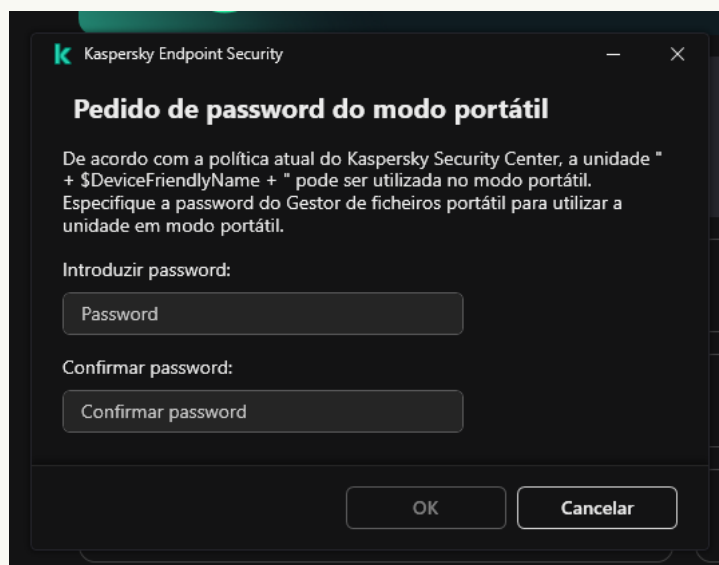 Kaspersky Endpoint Security
Pedido de password do modo portátil
De acordo com a política atual do Kaspersky Security Center, a unidade "
+ $DeviceFriendlyName + " pode ser utilizada no modo portátil.
Especifique a password do Gestor de ficheiros portátil para utilizar a
unidade em modo portátil.
Introduzir password:
Password
Confirmar password:
Confirmar password
OK
Cancelar